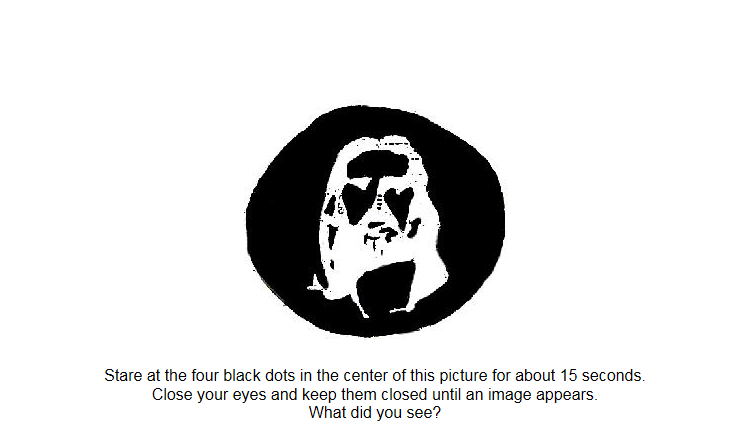 Stare at the four black dots in the center of this picture for about 15 seconds.
Close your eyes and keep them closed until an image appears.
What did you see?